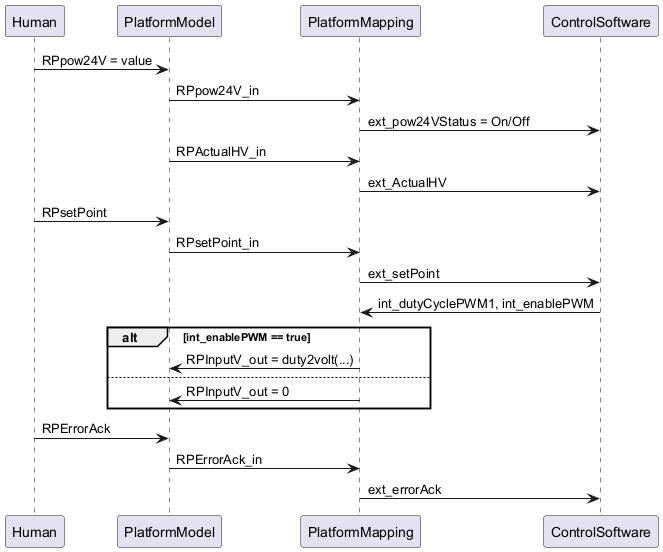 Human PlatformModel PlatformMapping ControlSoftware
RPpow24V = value
RPpow24V_in
ext_pow24VStatus = On/Off
RPActualHV_in
ext_ActualHV
RPsetPoint
RPsetPoint_in
ext_setPoint
int_dutyCyclePWM1, int_enablePWM
alt [int_enablePWM == true]
RPInputV_out = duty2volt(...)
RPInputV_out = 0
RPErrorAck
RPErrorAck_in
ext_errorAck
Human PlatformModel PlatformMapping ControlSoftware